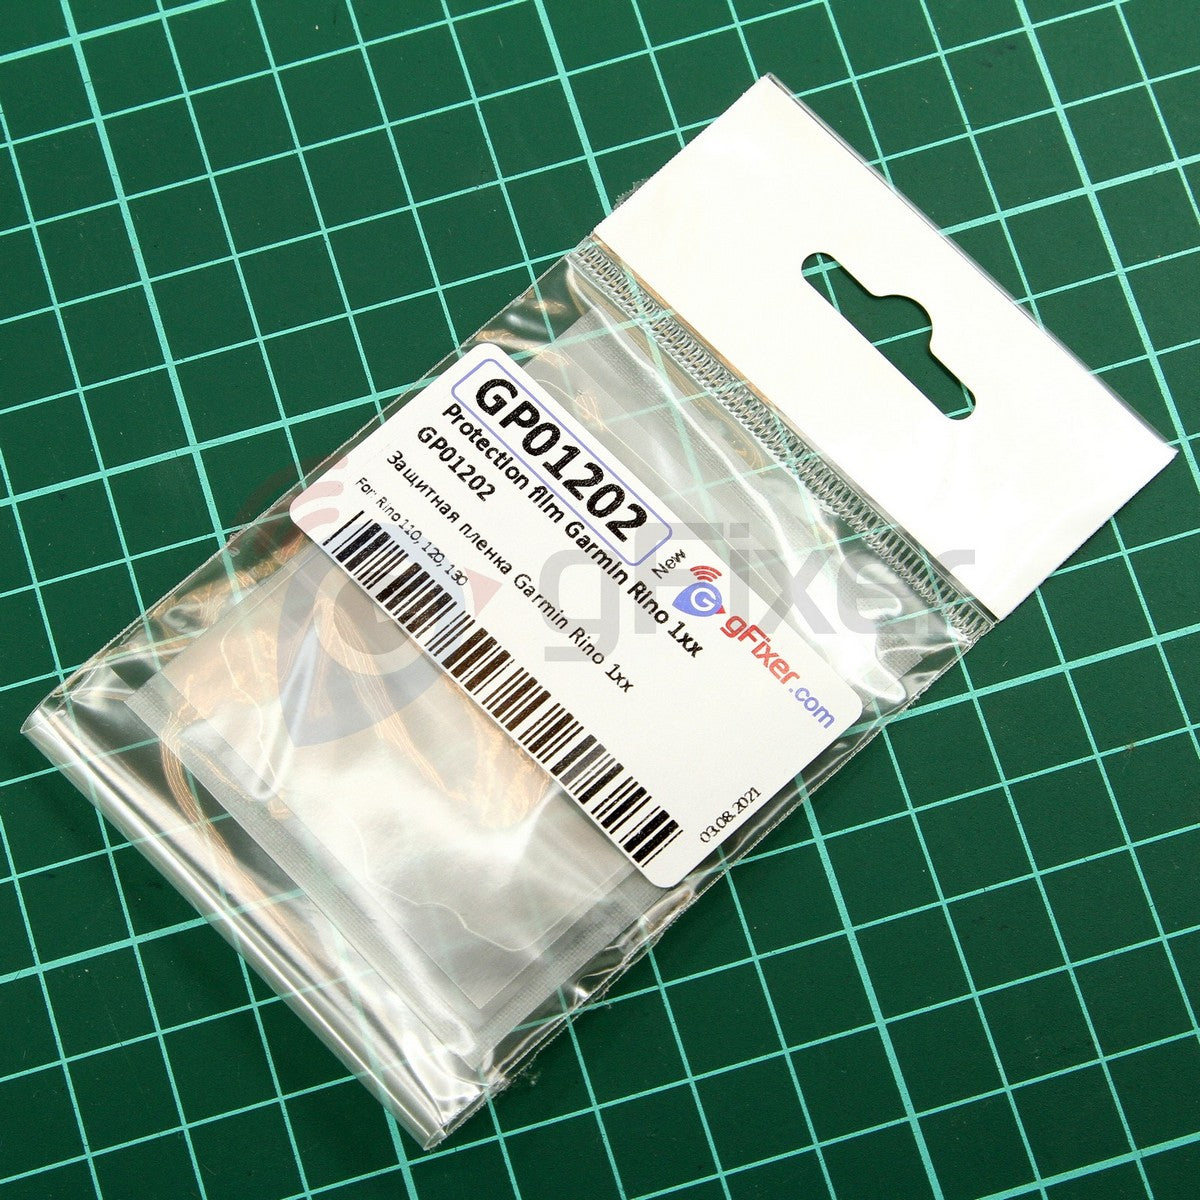 GP01202
New
Protection film Garmin Rino 1xx
GP01202
Защитная пленка Garmin Rino 1xx
For: Rino 110, 120, 130
G gFixer.com
03.08.2021
gFixer